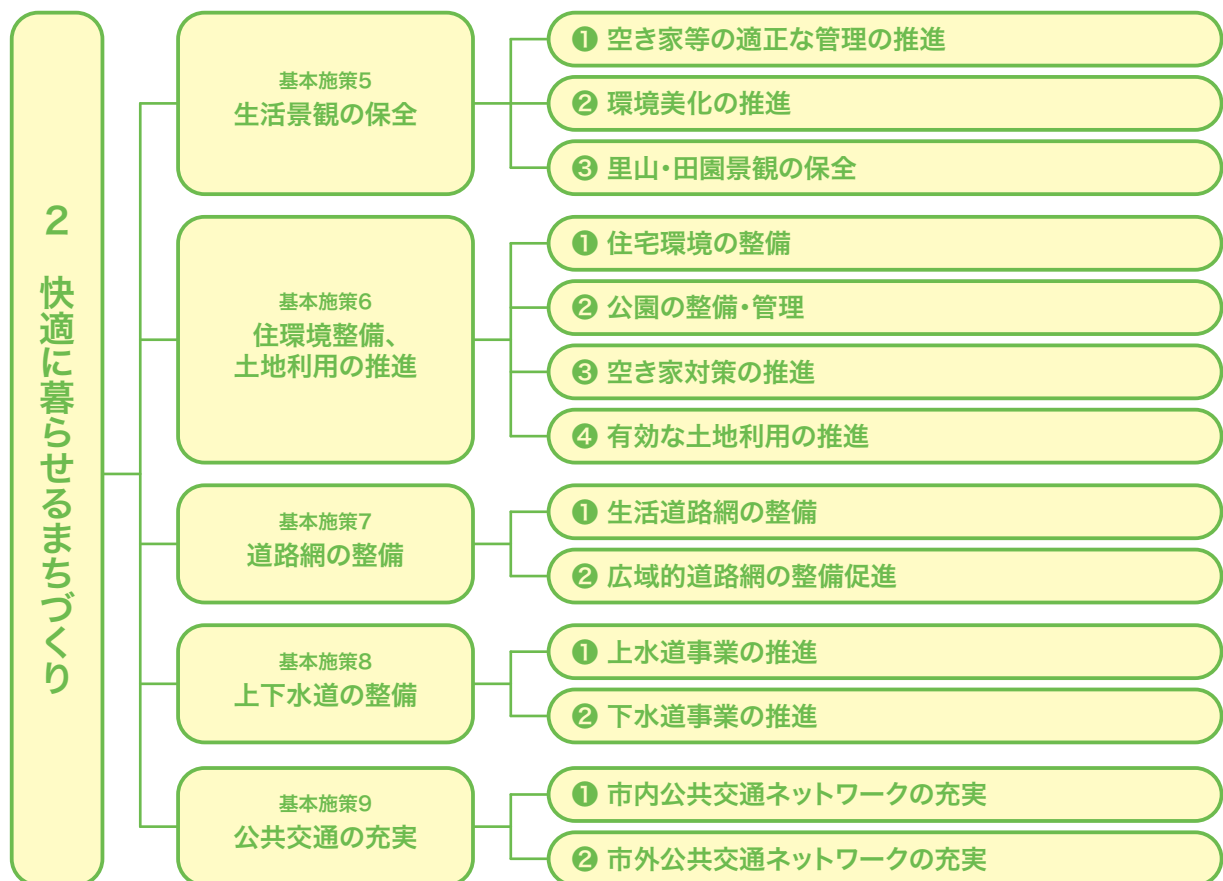 2 快適に暮らせるまちづくり
基本施策5
生活景観の保全
❶ 空き家等の適正な管理の推進
❷ 環境美化の推進
❸ 里山・田園景観の保全
基本施策6
住環境整備、
土地利用の推進
❶ 住宅環境の整備
❷ 公園の整備・管理
❸ 空き家対策の推進
❹ 有効な土地利用の推進
基本施策7
道路網の整備
❶ 生活道路網の整備
❷ 広域的道路網の整備促進
基本施策8
上下水道の整備
❶ 上水道事業の推進
❷ 下水道事業の推進
基本施策9
公共交通の充実
❶ 市内公共交通ネットワークの充実
❷ 市外公共交通ネットワークの充実